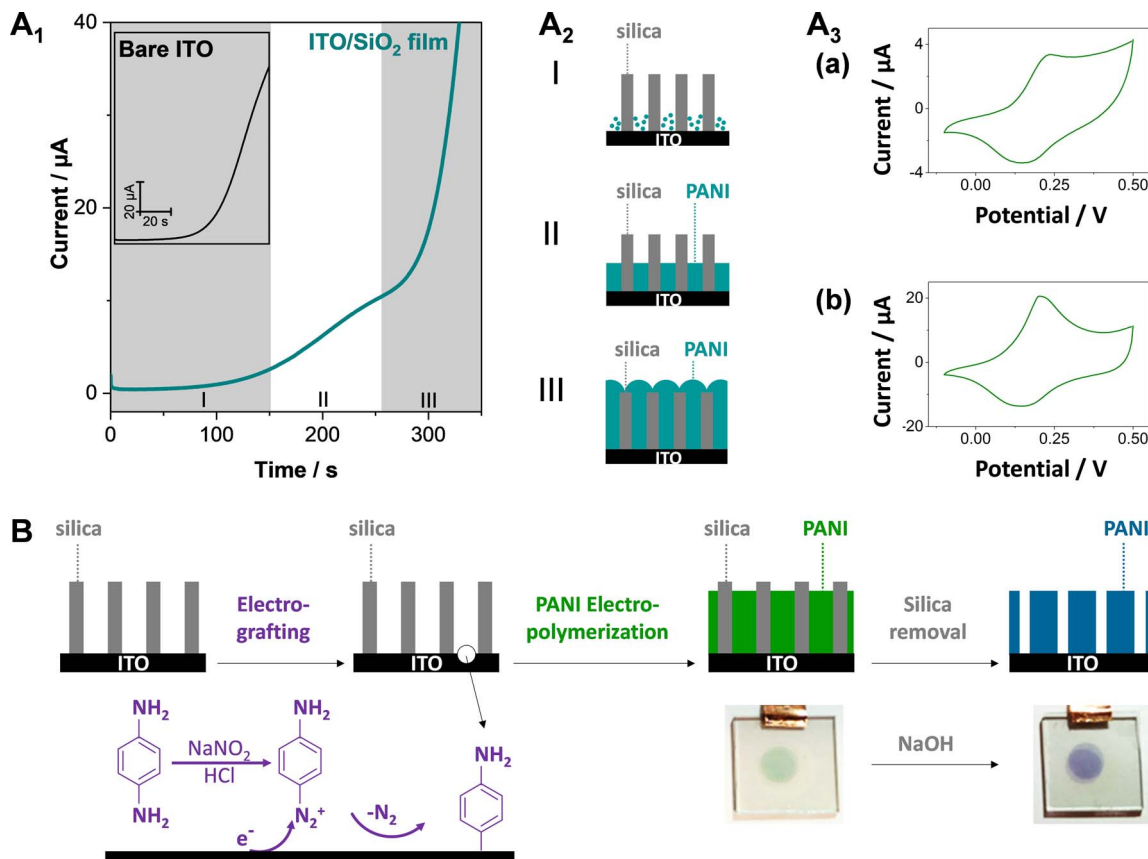 A₁
Current / µA
40
20
0
Bare ITO
20 µA
20 s
ITO/SiO₂ film
I
II
III
0
100
200
300
Time / s
A₂
I
silica
ITO
II
silica
PANI
ITO
III
silica
PANI
ITO
A₃
(a)
Current / µA
4
0
-4
0.00
0.25
0.50
Potential / V
(b)
Current / µA
20
0
-20
0.00
0.25
0.50
Potential / V
B
silica
ITO
Electro-
grafting
silica
ITO
PANI Electro-
polymerization
silica
PANI
ITO
Silica
removal
PANI
ITO
NH₂
NH₂
NaNO₂
HCl
NH₂
N₂⁺
e⁻
-N₂
NH₂
NaOH